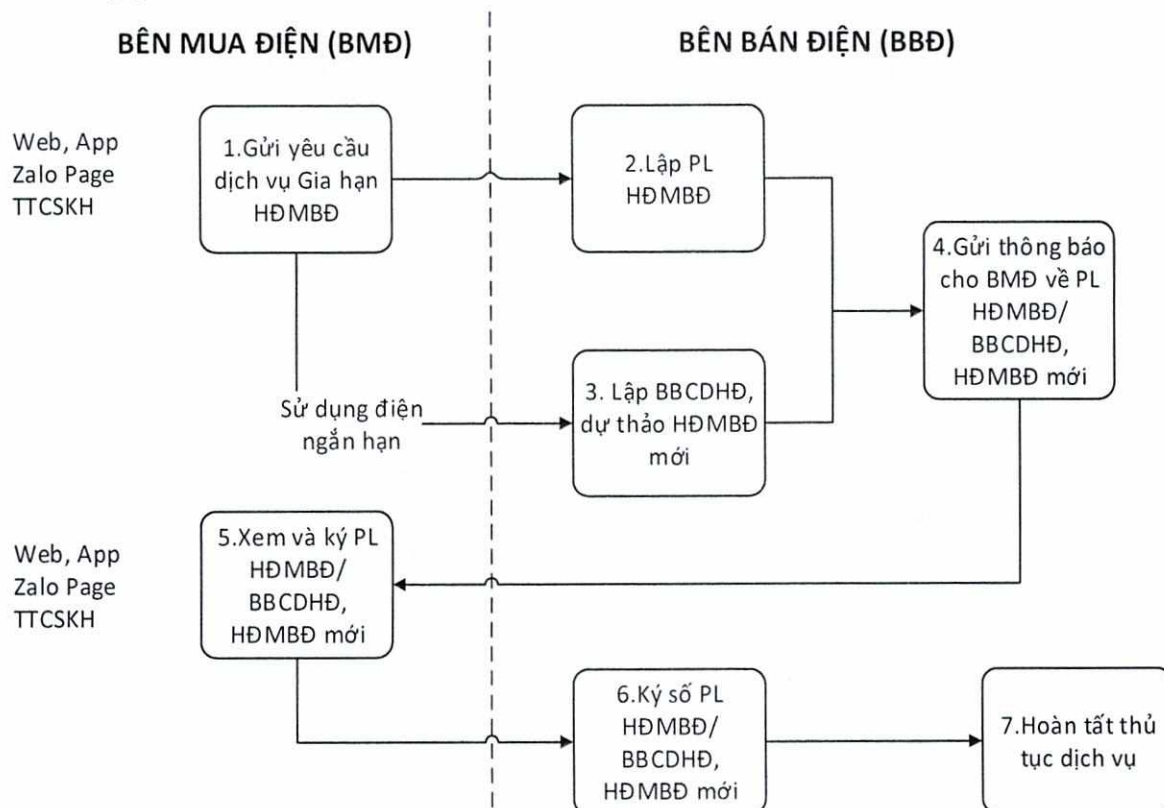 BÊN MUA ĐIỆN (BMĐ)
BÊN BÁN ĐIỆN (BBĐ)
Web, App
Zalo Page
TTCSKH
1.Gửi yêu cầu
dịch vụ Gia hạn
HĐMBĐ
2.Lập PL
HĐMBĐ
4.Gửi thông báo
cho BMĐ về PL
HĐMBĐ/
BBCDHĐ,
HĐMBĐ mới
Sử dụng điện
ngắn hạn
3. Lập BBCDHĐ,
dự thảo HĐMBĐ
mới
Web, App
Zalo Page
TTCSKH
5.Xem và ký PL
HĐMBĐ/
BBCDHĐ,
HĐMBĐ mới
6.Ký số PL
HĐMBĐ/
BBCDHĐ,
HĐMBĐ mới
7.Hoàn tất thủ
tục dịch vụ